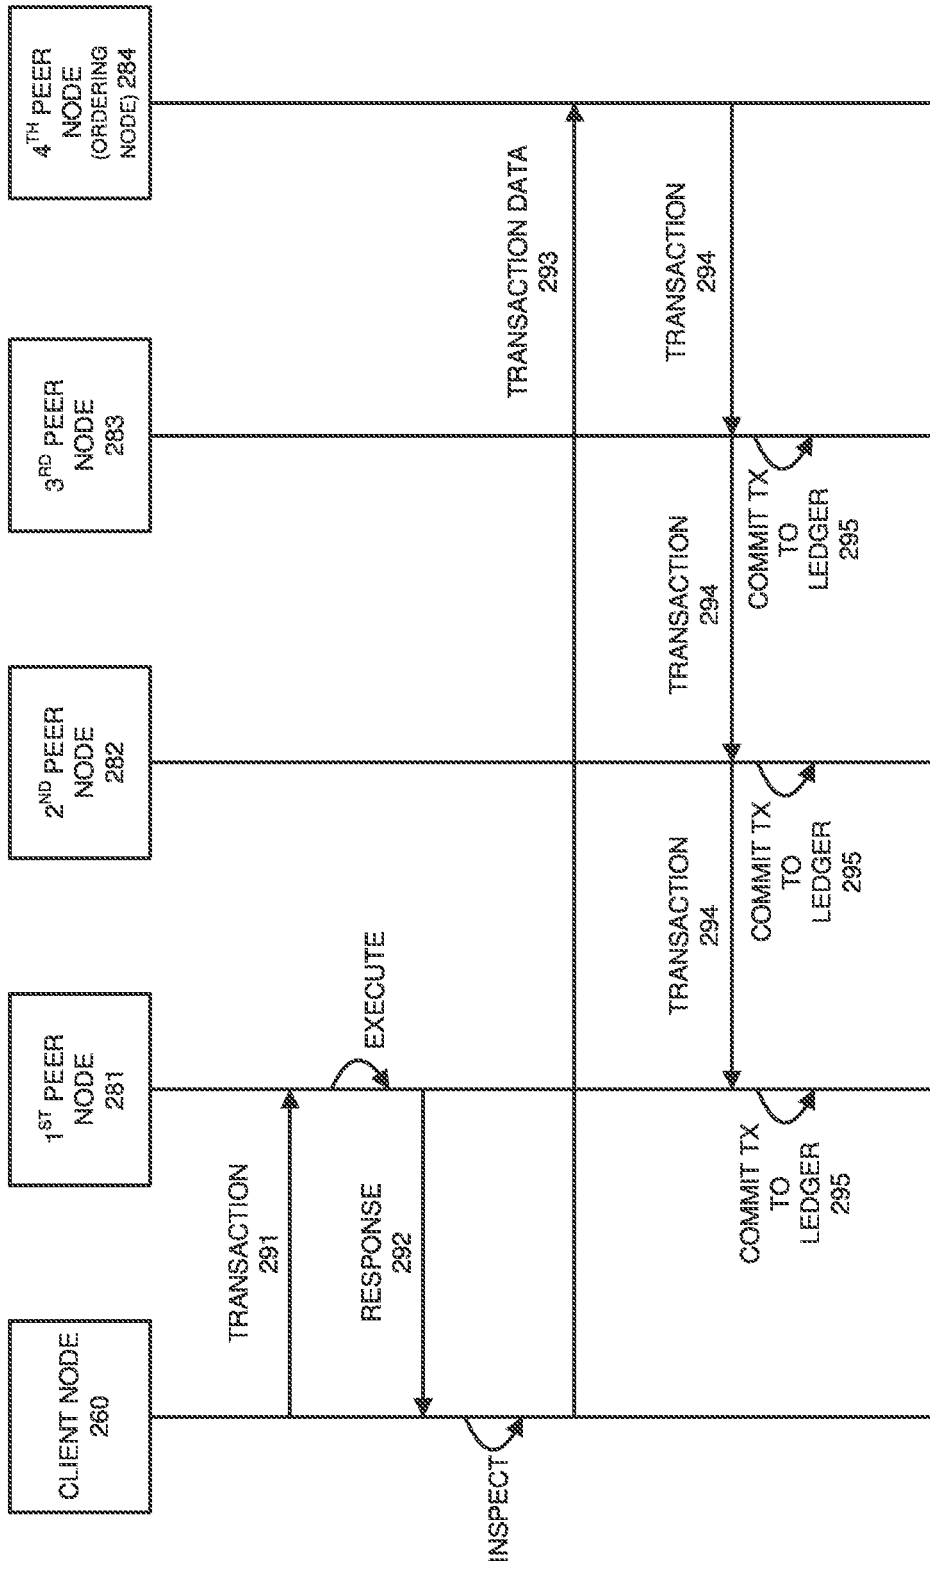 CLIENT NODE
260
1ST PEER
NODE
281
2ND PEER
NODE
282
3RD PEER
NODE
283
4TH PEER
NODE
(ORDERING
NODE) 284
TRANSACTION
291
EXECUTE
RESPONSE
292
INSPECT
TRANSACTION DATA
293
TRANSACTION
294
TRANSACTION
294
TRANSACTION
294
COMMIT TX
TO
LEDGER
295
COMMIT TX
TO
LEDGER
295
COMMIT TX
TO
LEDGER
295